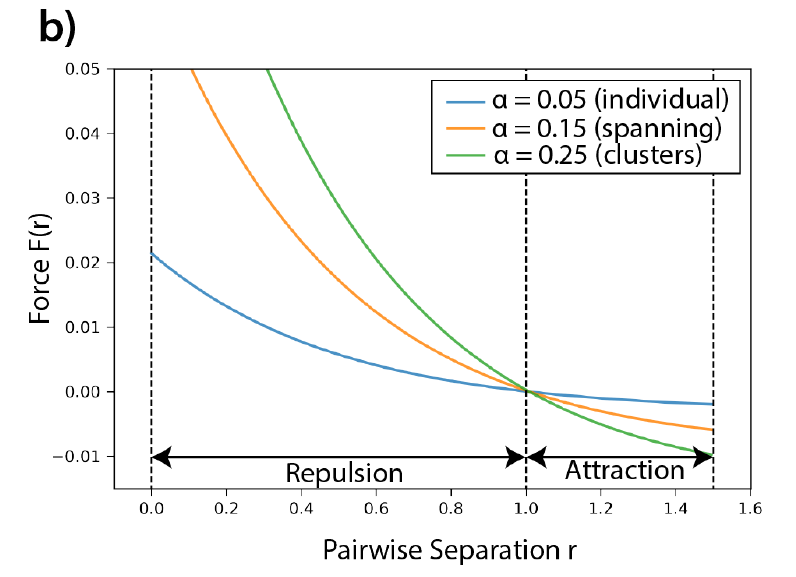 b)
0.05
0.04
0.03
0.02
0.01
0.00
−0.01
Force F(r)
α = 0.05 (individual)
α = 0.15 (spanning)
α = 0.25 (clusters)
Repulsion
Attraction
0.0 0.2 0.4 0.6 0.8 1.0 1.2 1.4 1.6
Pairwise Separation r